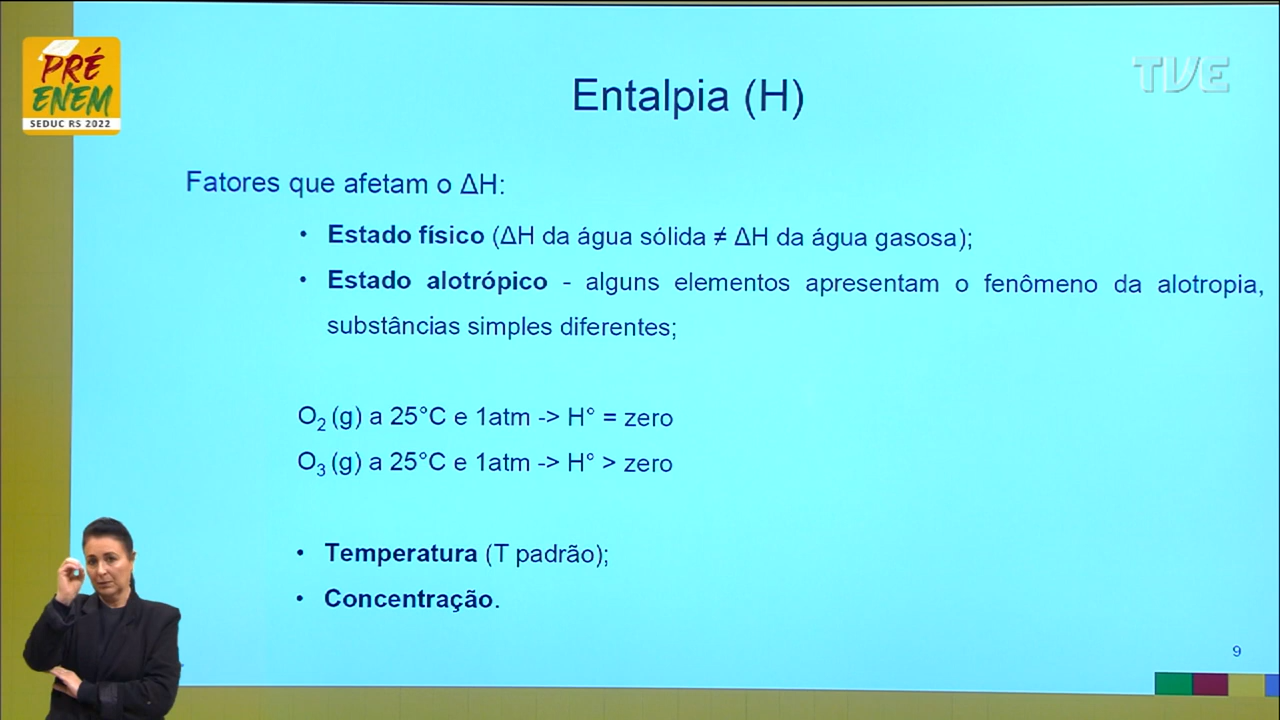 PRÉ
ENEM
SEDUC RS 2022
TVE
Entalpia (H)
Fatores que afetam o ΔH:
• Estado físico (ΔH da água sólida ≠ ΔH da água gasosa);
• Estado alotrópico - alguns elementos apresentam o fenômeno da alotropia,
substâncias simples diferentes;
O₂ (g) a 25°C e 1atm -> H° = zero
O₃ (g) a 25°C e 1atm -> H° > zero
• Temperatura (T padrão);
• Concentração.
9